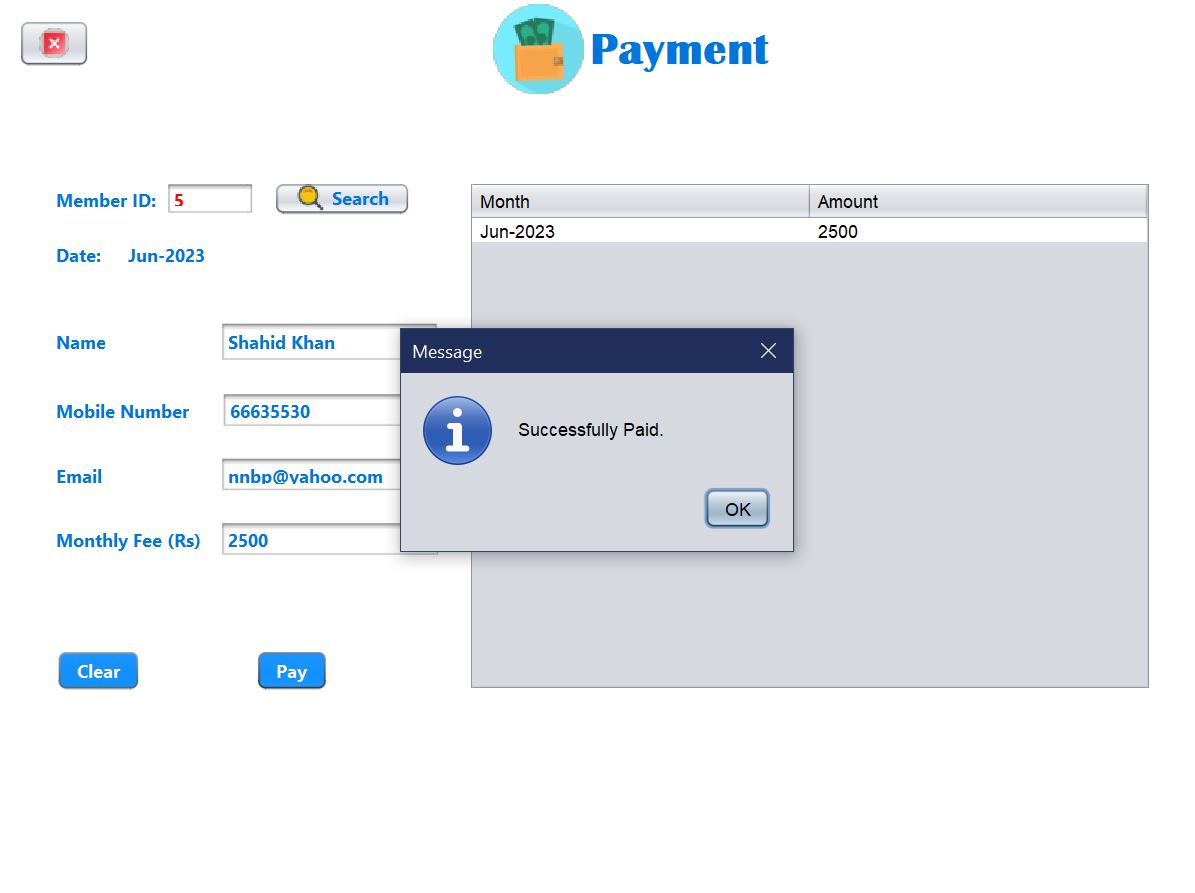 Payment
Member ID: 5 Search
Date: Jun-2023
Month Amount
Jun-2023 2500
Name Shahid Khan
Mobile Number 66635530
Email nnbp@yahoo.com
Monthly Fee (Rs) 2500
Message
Successfully Paid.
OK
Clear Pay